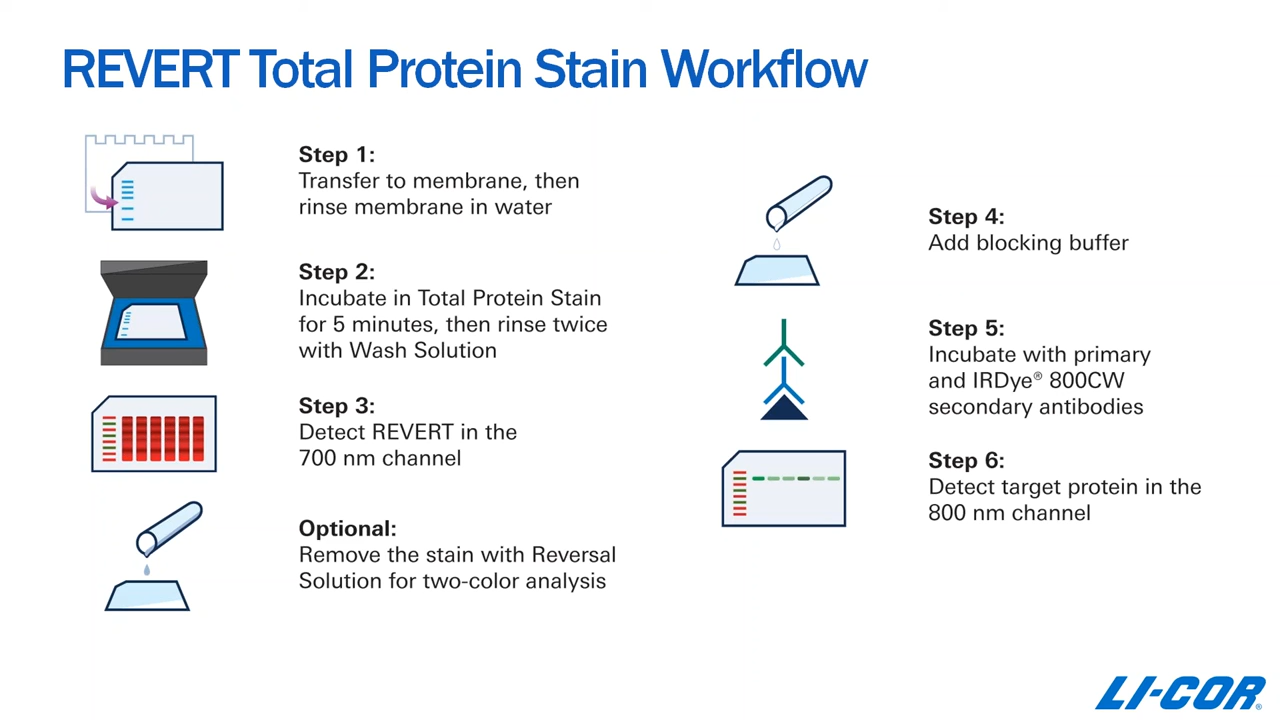 REVERT Total Protein Stain Workflow
Step 1:
Transfer to membrane, then
rinse membrane in water
Step 2:
Incubate in Total Protein Stain
for 5 minutes, then rinse twice
with Wash Solution
Step 3:
Detect REVERT in the
700 nm channel
Optional:
Remove the stain with Reversal
Solution for two-color analysis
Step 4:
Add blocking buffer
Step 5:
Incubate with primary
and IRDye® 800CW
secondary antibodies
Step 6:
Detect target protein in the
800 nm channel
LI-COR®